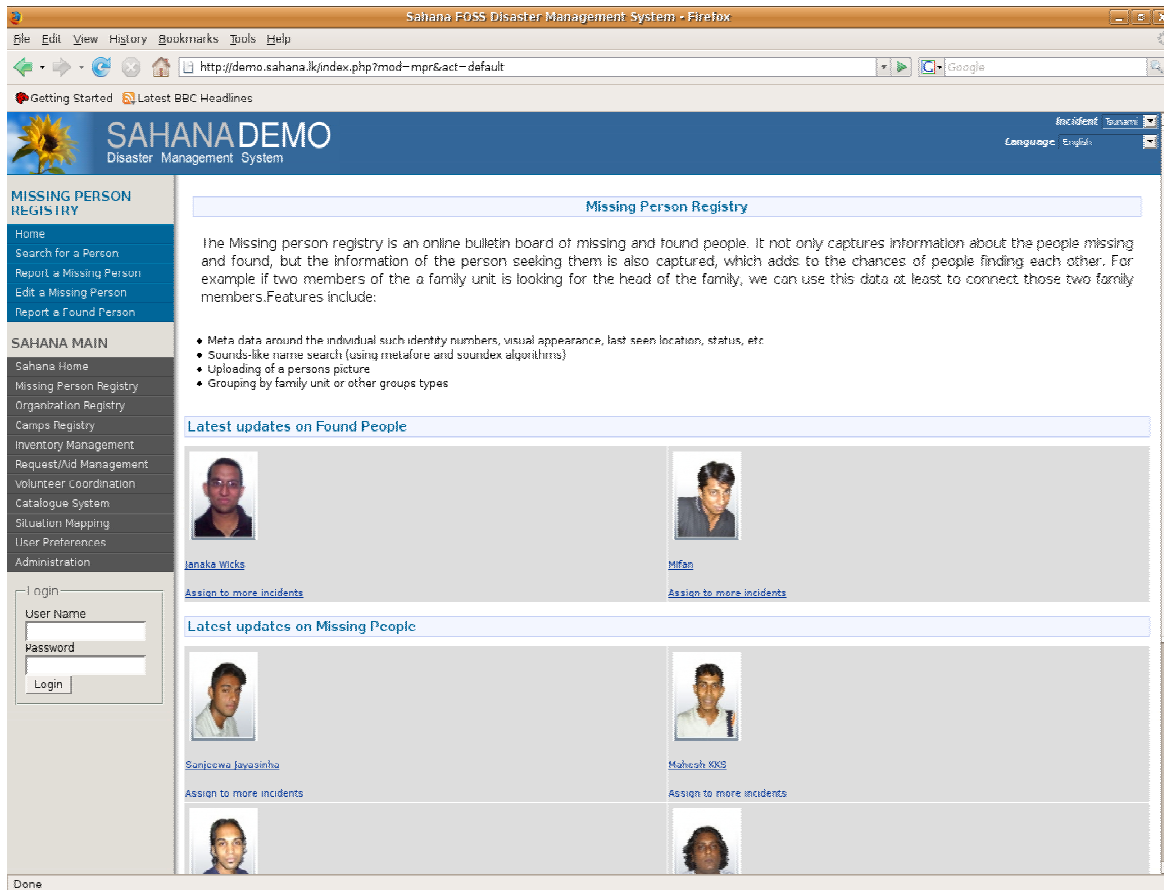 Sahana FOSS Disaster Management System - Firefox
File Edit View History Bookmarks Tools Help
http://demo.sahana.lk/index.php?mod=mpr&act=default
Google
Getting Started Latest BBC Headlines
SAHANA DEMO
Disaster Management System
Incident Tsunami
Language English
MISSING PERSON
REGISTRY
Home
Search for a Person
Report a Missing Person
Edit a Missing Person
Report a Found Person
SAHANA MAIN
Sahana Home
Missing Person Registry
Organization Registry
Camps Registry
Inventory Management
Request/Aid Management
Volunteer Coordination
Catalogue System
Situation Mapping
User Preferences
Administration
Login
User Name
Password
Login
Missing Person Registry
The Missing person registry is an online bulletin board of missing and found people. It not only captures information about the people missing
and found, but the information of the person seeking them is also captured, which adds to the chances of people finding each other. For
example if two members of the a family unit is looking for the head of the family, we can use this data at least to connect those two family
members.Features include:
• Meta data around the individual such identity numbers, visual appearance, last seen location, status, etc
• Sounds-like name search (using metafore and soundex algorithms)
• Uploading of a persons picture
• Grouping by family unit or other groups types
Latest updates on Found People
Janaka Wicks
Mifan
Assign to more incidents
Assign to more incidents
Latest updates on Missing People
Sanjeewa Jayasinha
Mahesh KKS
Assign to more incidents
Assign to more incidents
Done